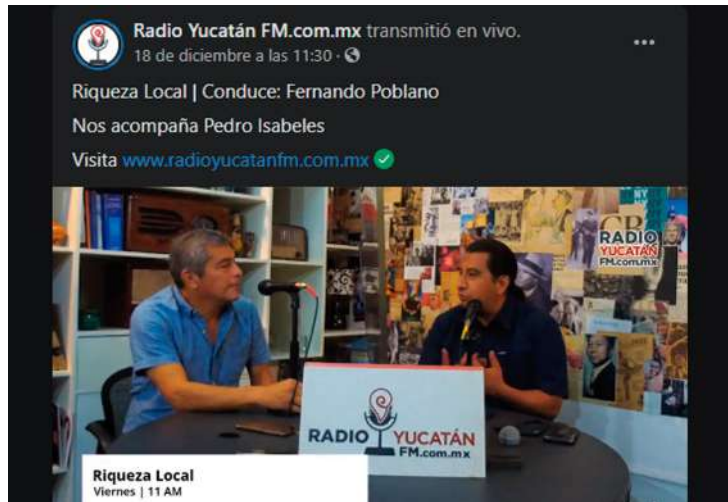 Radio Yucatán FM.com.mx transmitió en vivo.
18 de diciembre a las 11:30 ·
Riqueza Local | Conduce: Fernando Poblano
Nos acompaña Pedro Isabeles
Visita www.radioyucatanfm.com.mx
RADIO
YUCATÁN
FM.com.mx
RADIO YUCATÁN
FM.com.mx
Riqueza Local
Viernes | 11 AM